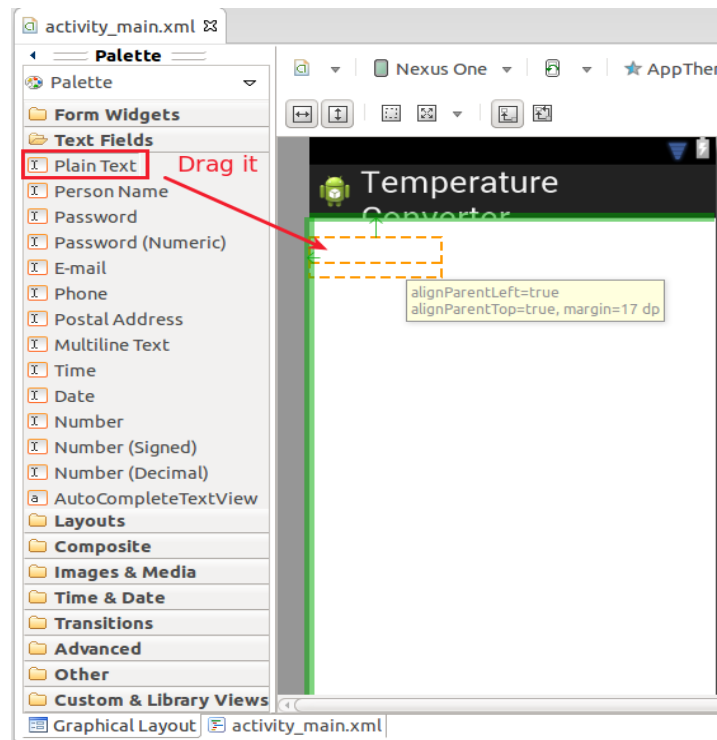 activity_main.xml
Palette
Palette
Form Widgets
Text Fields
Plain Text
Drag it
Person Name
Password
Password (Numeric)
E-mail
Phone
Postal Address
Multiline Text
Time
Date
Number
Number (Signed)
Number (Decimal)
AutoCompleteTextView
Layouts
Composite
Images & Media
Time & Date
Transitions
Advanced
Other
Custom & Library Views
Graphical Layout
activity_main.xml
Nexus One
AppTher
Temperature
Converter
alignParentLeft=true
alignParentTop=true, margin=17 dp